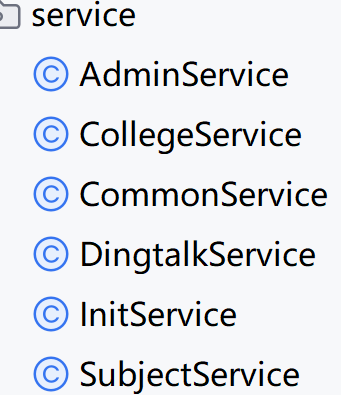 service
AdminService
CollegeService
CommonService
DingtalkService
InitService
SubjectService